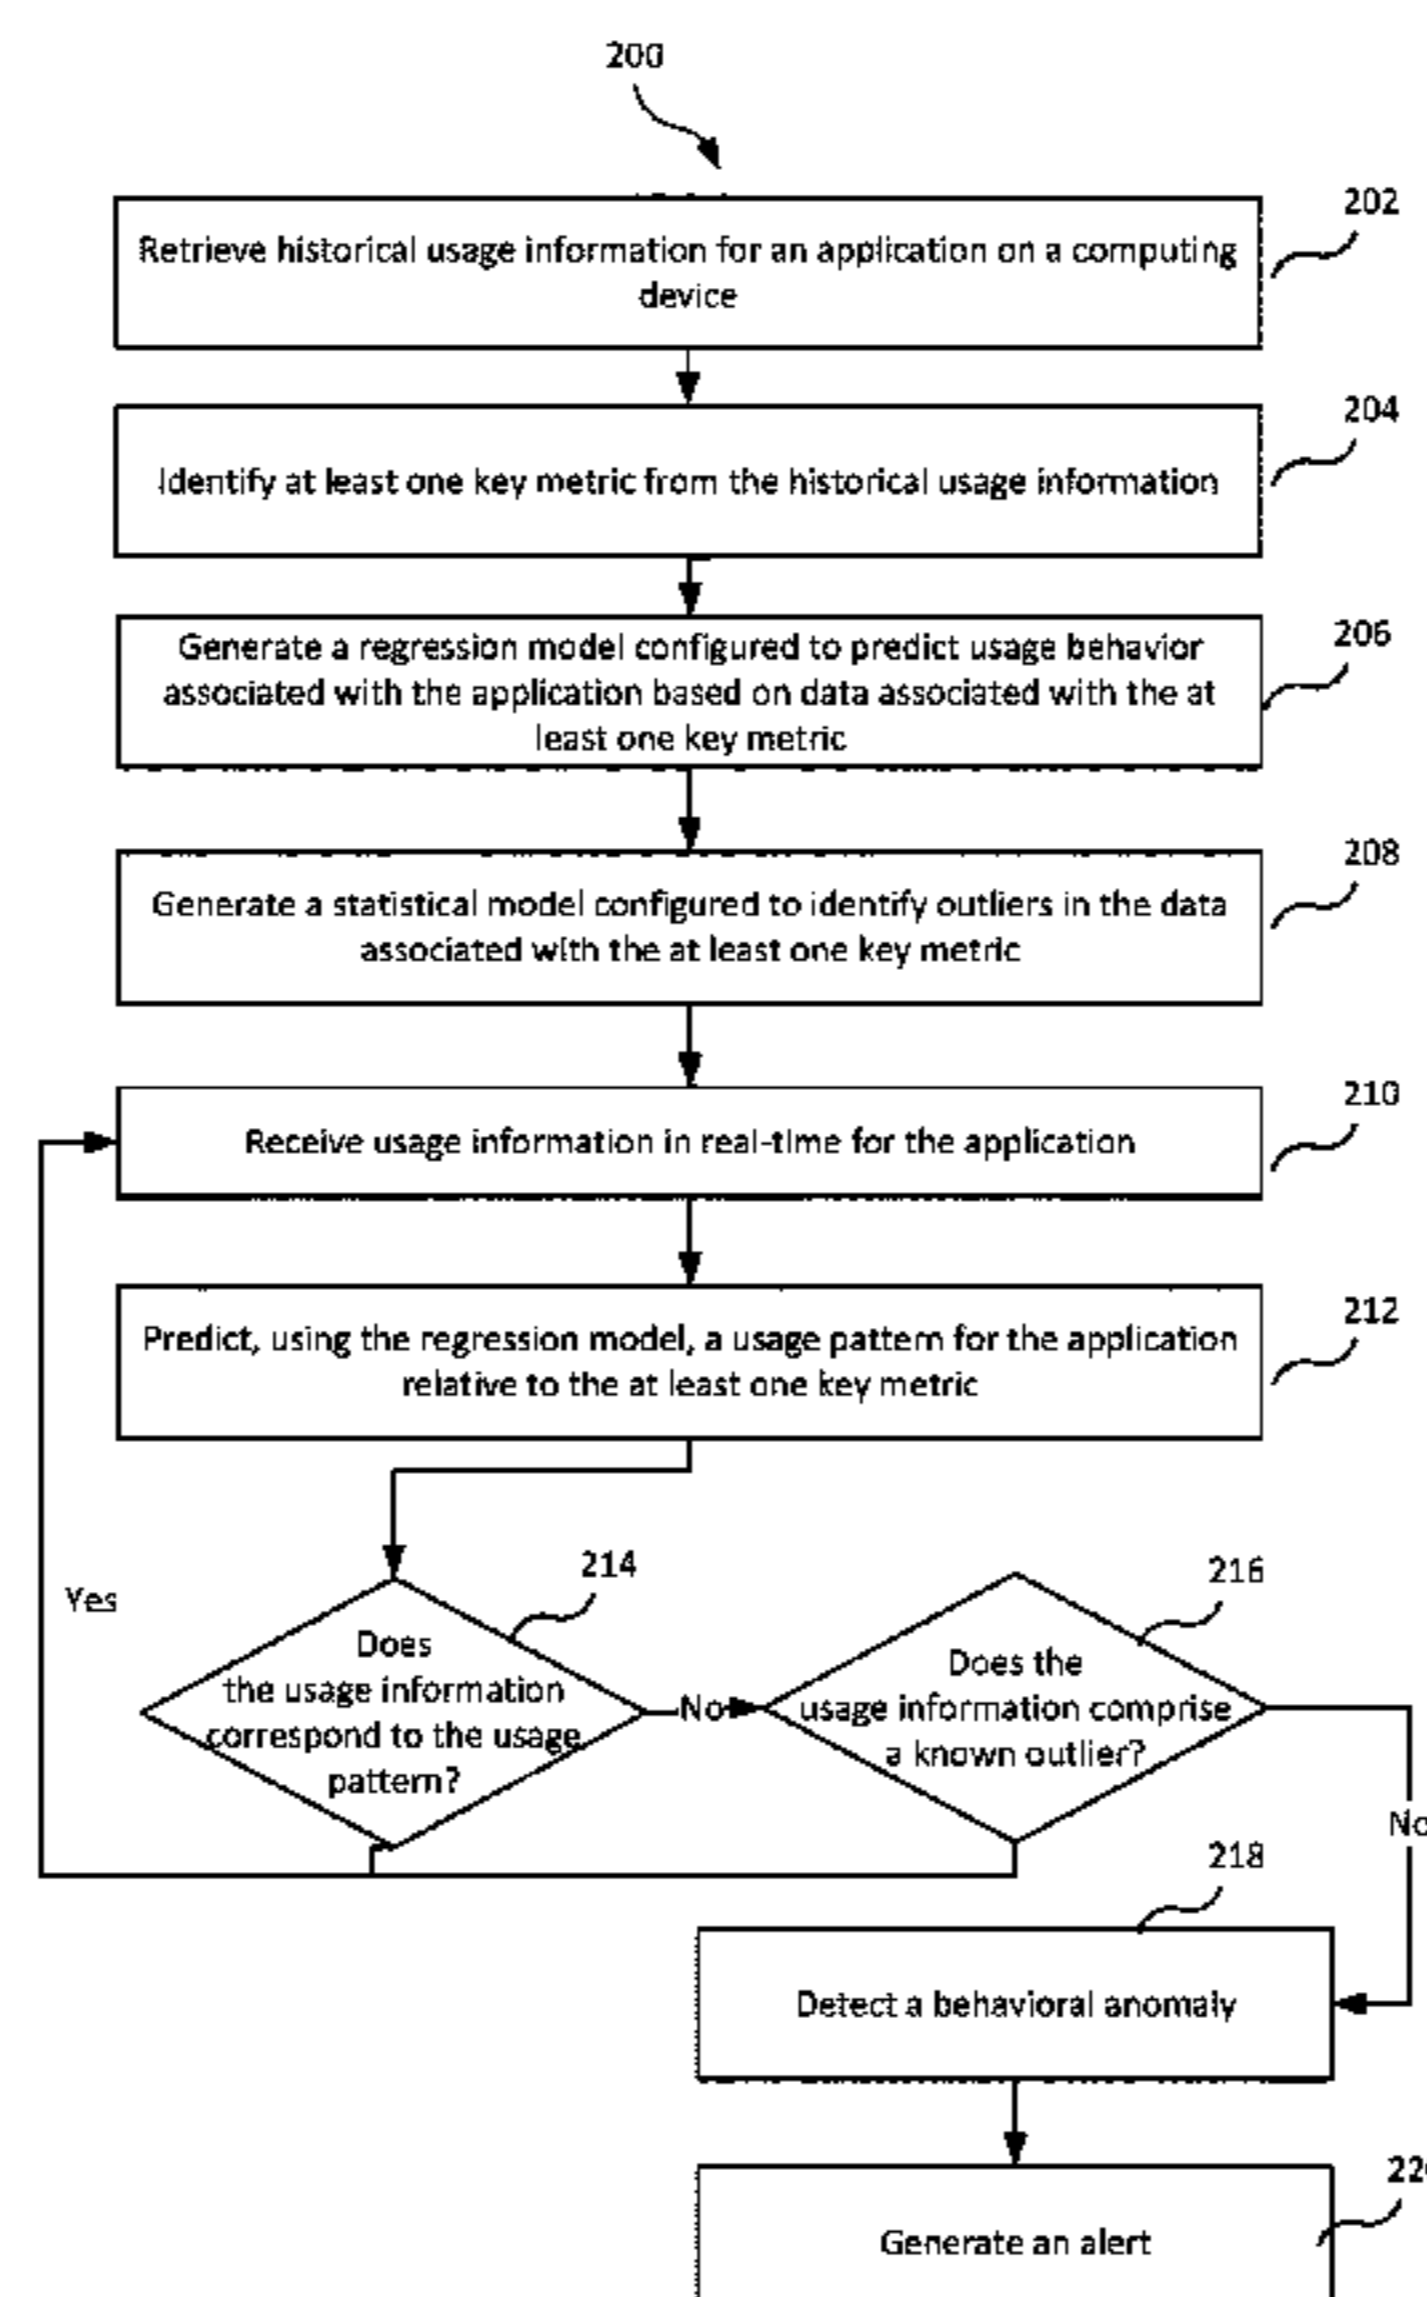 200
202
Retrieve historical usage information for an application on a computing
device
204
Identify at least one key metric from the historical usage information
206
Generate a regression model configured to predict usage behavior
associated with the application based on data associated with the at
least one key metric
208
Generate a statistical model configured to identify outliers in the data
associated with the at least one key metric
210
Receive usage information in real-time for the application
212
Predict, using the regression model, a usage pattern for the application
relative to the at least one key metric
214
216
Yes
Does
the usage information
correspond to the usage
pattern?
No
Does the
usage information comprise
a known outlier?
No
218
Detect a behavioral anomaly
Generate an alert